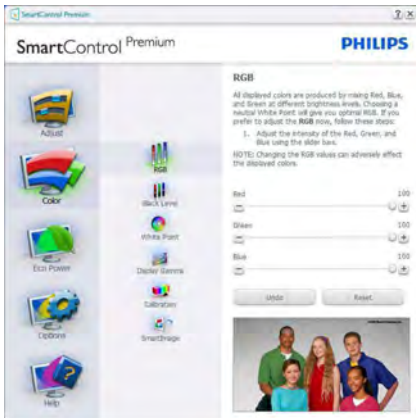 SmartControl Premium
SmartControl Premium
PHILIPS
RGB
All displayed colors are produced by mixing Red, Blue,
and Green at different brightness levels. Choosing a
neutral White Point will give you optimal RGB. If you
prefer to adjust the RGB now, follow these steps:
1. Adjust the intensity of the Red, Green, and
Blue using the slider bars.
NOTE: Changing the RGB values can adversely effect
the displayed colors.
Adjust
Color
Eco Power
Options
Help
RGB
Black Level
White Point
Display Gamma
Calibration
SmartImage
Red 100
Green 100
Blue 100
Undo Reset